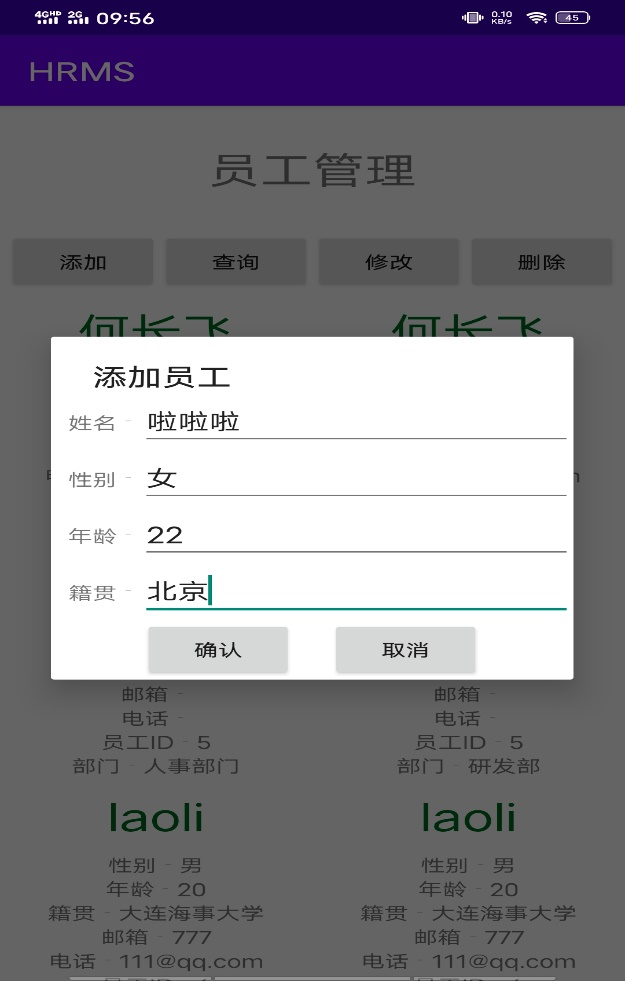 4GHD 2G 09:56 0.10 KB/s 45
HRMS
员工管理
添加 查询 修改 删除
何长飞 何长飞
添加员工
姓名 - 啦啦啦
性别 - 女
年龄 - 22
籍贯 - 北京
确认 取消
邮箱 - 邮箱 -
电话 - 电话 -
员工ID - 5 员工ID - 5
部门 - 人事部门 部门 - 研发部
laoli laoli
性别 - 男 性别 - 男
年龄 - 20 年龄 - 20
籍贯 - 大连海事大学 籍贯 - 大连海事大学
邮箱 - 777 邮箱 - 777
电话 - 111@qq.com 电话 - 111@qq.com